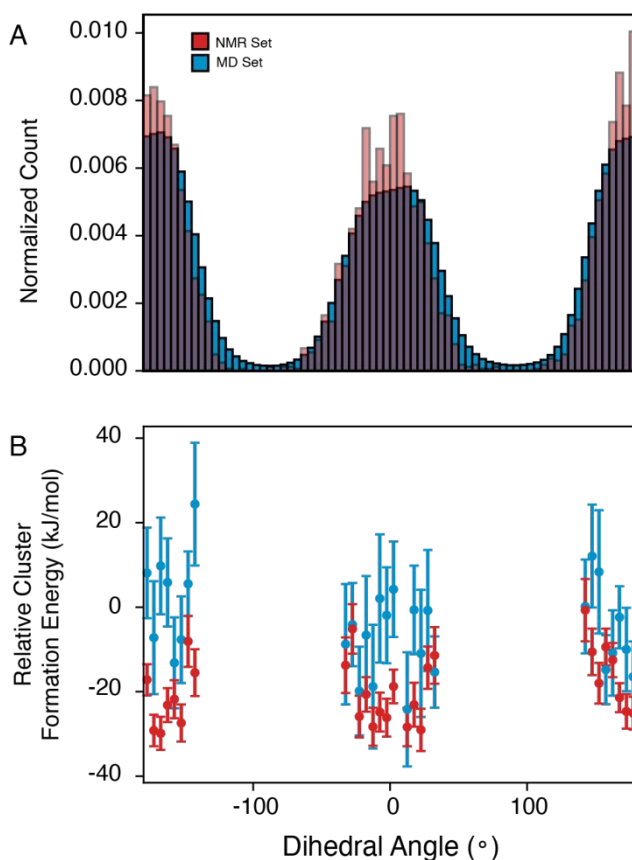 A
NMR Set
MD Set
0.010
0.008
0.006
0.004
0.002
0.000
Normalized Count
B
40
20
0
-20
-40
Relative Cluster
Formation Energy (kJ/mol)
-100 0 100
Dihedral Angle (°)